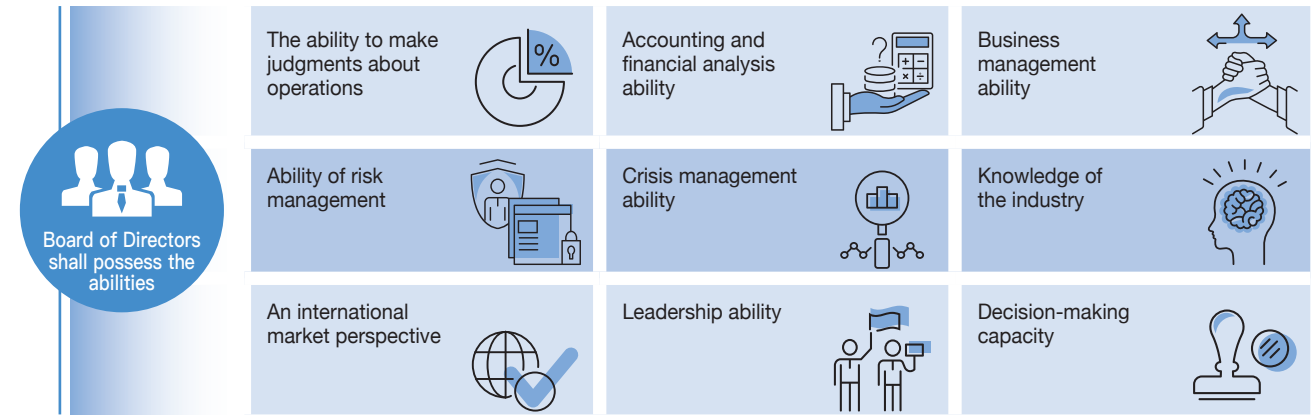 Board of Directors
shall possess the
abilities
The ability to make
judgments about
operations
%
Accounting and
financial analysis
ability
?
+ -
× ÷
Business
management
ability
Ability of risk
management
Crisis management
ability
Knowledge of
the industry
An international
market perspective
Leadership ability
Decision-making
capacity